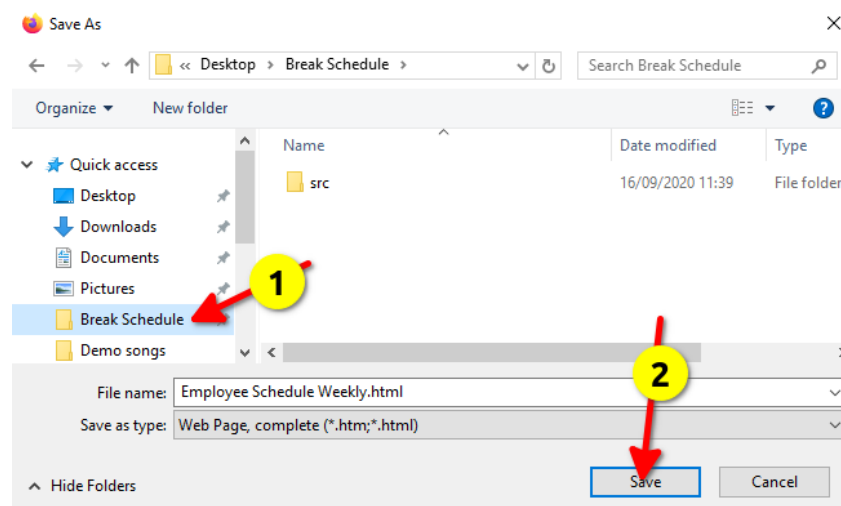 Save As
« Desktop > Break Schedule >
Search Break Schedule
Organize
New folder
?
Name
Date modified
Type
Quick access
src
16/09/2020 11:39
File folder
Desktop
Downloads
Documents
Pictures
1
Break Schedule
Demo songs
2
File name: Employee Schedule Weekly.html
Save as type: Web Page, complete (*.htm;*.html)
Hide Folders
Save
Cancel